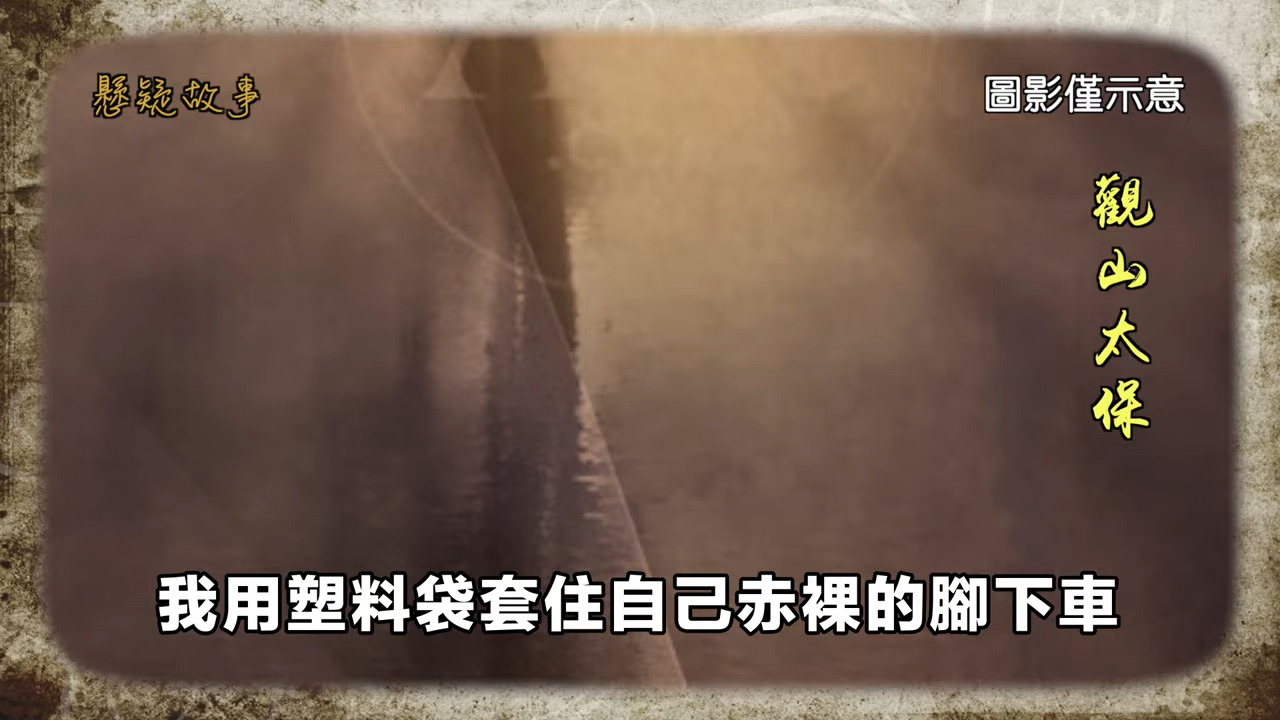 懸疑故事
圖影僅示意
觀山太保
我用塑料袋套住自己赤裸的腳下車